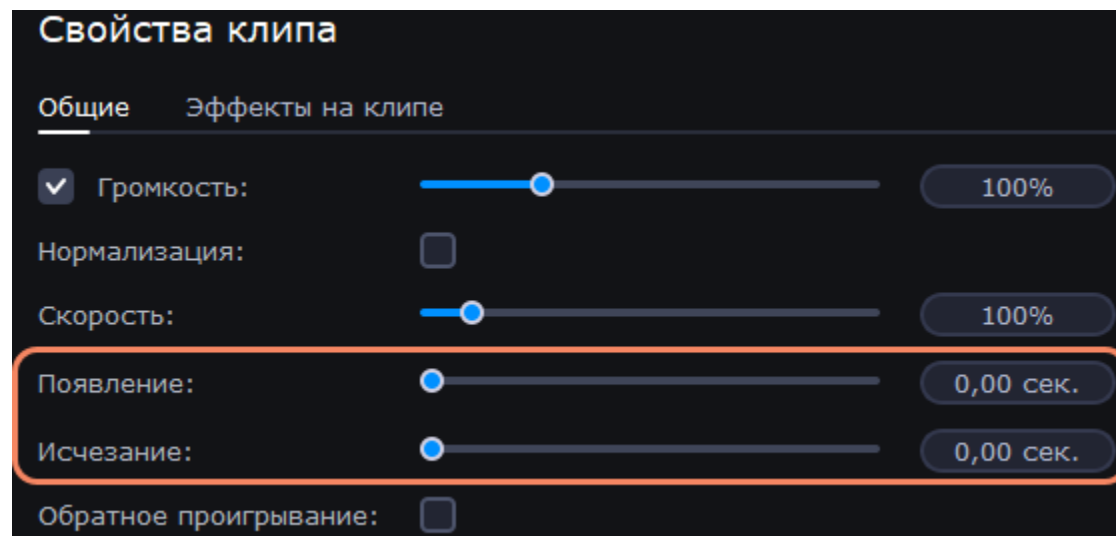 Свойства клипа
Общие Эффекты на клипе
Громкость: 100%
Нормализация:
Скорость: 100%
Появление: 0,00 сек.
Исчезание: 0,00 сек.
Обратное проигрывание: